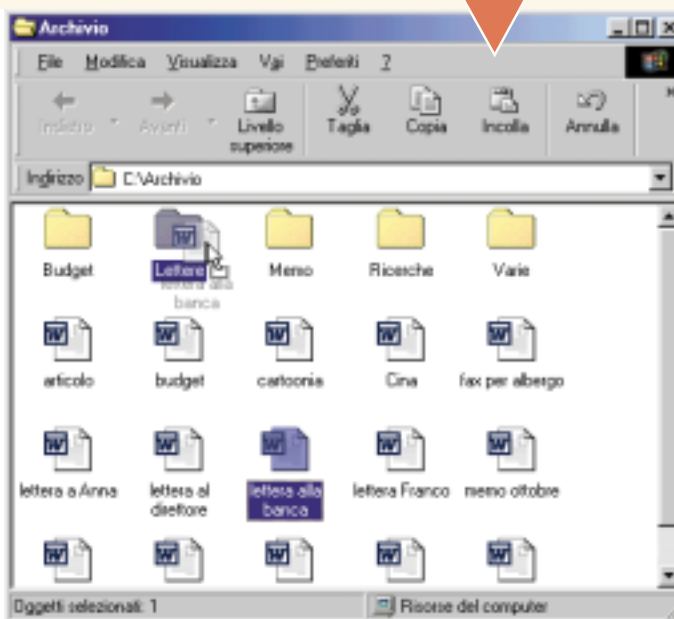 Archivio
File Modifica Visualizza Vai Preferiti ?
Indietro Avanti Livello superiore Taglia Copia Incolla Annulla
Indirizzo C:\Archivio
Budget Lettere Memo Ricerche Varie
lettera alla
banca
articolo budget cartoonia Cina fax per albergo
lettera a Anna lettera al direttore lettera alla banca lettera Franco memo ottobre
Oggetti selezionati: 1 Risorse del computer